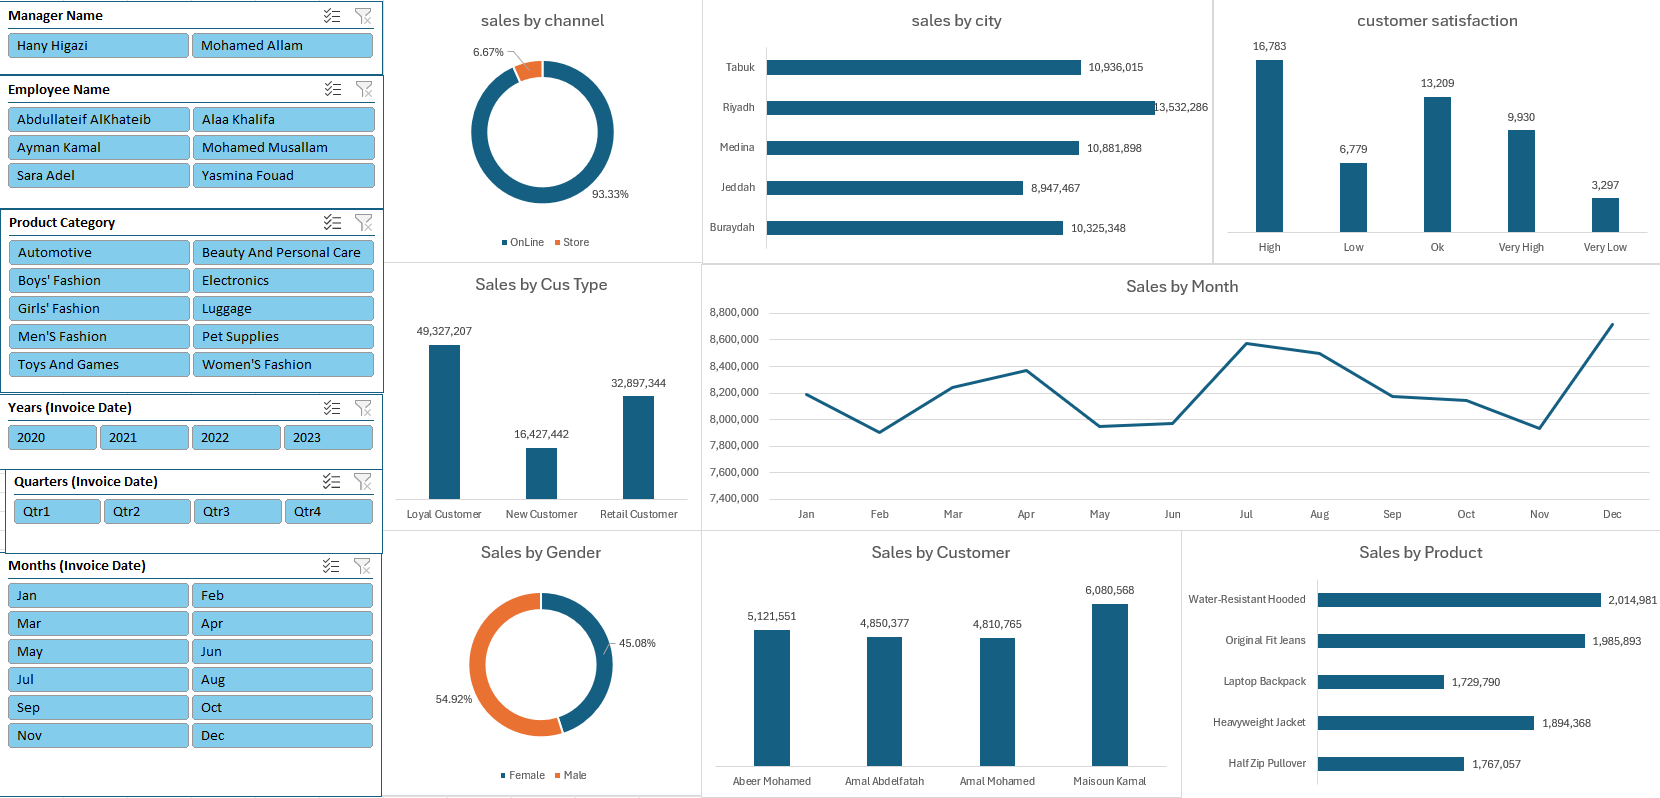 Manager Name
Hany Higazi
Mohamed Allam
Employee Name
Abdullateif AlKhateib
Alaa Khalifa
Ayman Kamal
Mohamed Musallam
Sara Adel
Yasmina Fouad
Product Category
Automotive
Beauty And Personal Care
Boys' Fashion
Electronics
Girls' Fashion
Luggage
Men'S Fashion
Pet Supplies
Toys And Games
Women'S Fashion
Years (Invoice Date)
2020
2021
2022
2023
Quarters (Invoice Date)
Qtr1
Qtr2
Qtr3
Qtr4
Months (Invoice Date)
Jan
Feb
Mar
Apr
May
Jun
Jul
Aug
Sep
Oct
Nov
Dec
sales by channel
6.67%
93.33%
OnLine
Store
sales by city
Tabuk
10,936,015
Riyadh
13,532,286
Medina
10,881,898
Jeddah
8,947,467
Buraydah
10,325,348
customer satisfaction
16,783
6,779
13,209
9,930
3,297
High
Low
Ok
Very High
Very Low
Sales by Cus Type
49,327,207
16,427,442
32,897,344
Loyal Customer
New Customer
Retail Customer
Sales by Month
8,800,000
8,600,000
8,400,000
8,200,000
8,000,000
7,800,000
7,600,000
7,400,000
Jan
Feb
Mar
Apr
May
Jun
Jul
Aug
Sep
Oct
Nov
Dec
Sales by Gender
45.08%
54.92%
Female
Male
Sales by Customer
5,121,551
4,850,377
4,810,765
6,080,568
Abeer Mohamed
Amal Abdelfatah
Amal Mohamed
Maisoun Kamal
Sales by Product
Water-Resistant Hooded
2,014,981
Original Fit Jeans
1,985,893
Laptop Backpack
1,729,790
Heavyweight Jacket
1,894,368
Half Zip Pullover
1,767,057